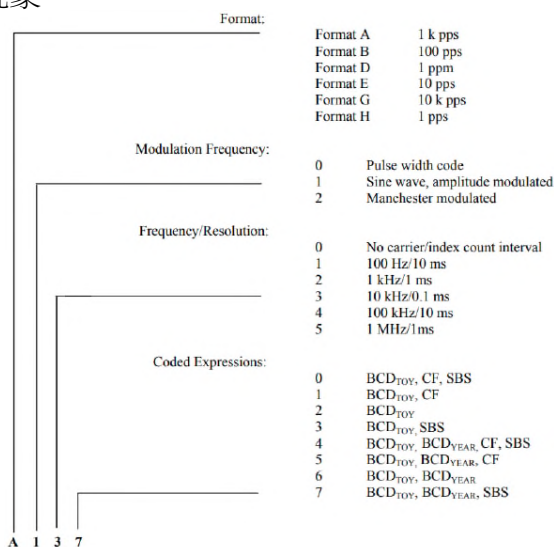 Format:
Format A 1 k pps
Format B 100 pps
Format D 1 ppm
Format E 10 pps
Format G 10 k pps
Format H 1 pps
Modulation Frequency:
0 Pulse width code
1 Sine wave, amplitude modulated
2 Manchester modulated
Frequency/Resolution:
0 No carrier/index count interval
1 100 Hz/10 ms
2 1 kHz/1 ms
3 10 kHz/0.1 ms
4 100 kHz/10 ms
5 1 MHz/1ms
Coded Expressions:
0 BCDTOY, CF, SBS
1 BCDTOY, CF
2 BCDTOY
3 BCDTOY, SBS
4 BCDTOY, BCDYEAR, CF, SBS
5 BCDTOY, BCDYEAR, CF
6 BCDTOY, BCDYEAR
7 BCDTOY, BCDYEAR, SBS
A 1 3 7